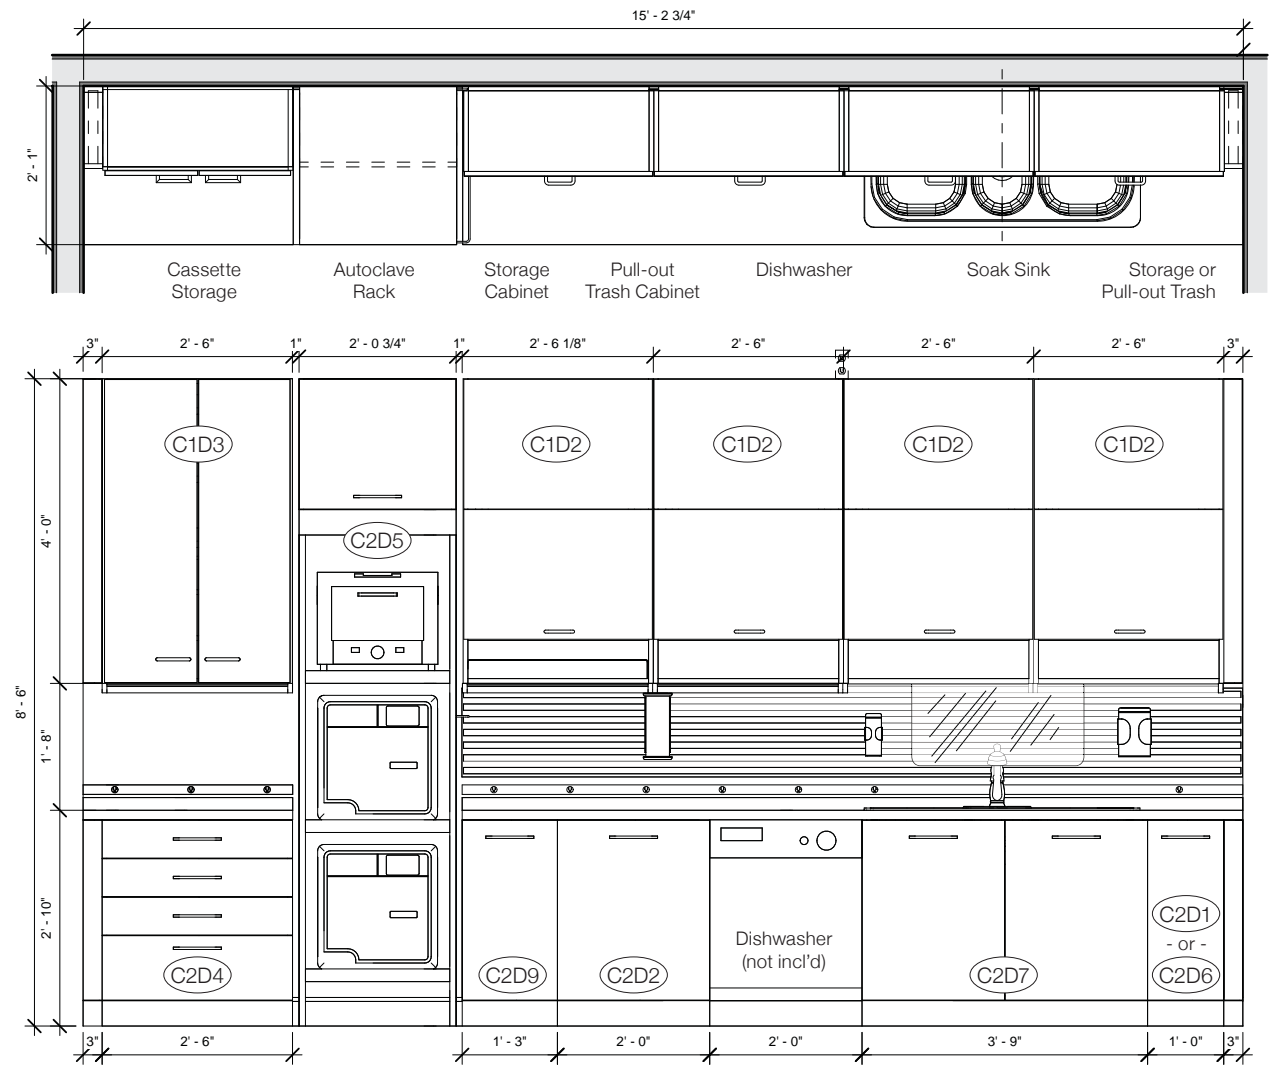 15' - 2 3/4"
2' - 1"
Cassette
Storage
Autoclave
Rack
Storage
Cabinet
Pull-out
Trash Cabinet
Dishwasher
Soak Sink
Storage or
Pull-out Trash
3" 2' - 6" 1" 2' - 0 3/4" 1" 2' - 6 1/8" 2' - 6" 2' - 6" 2' - 6" 3"
C1D3 C1D2 C1D2 C1D2 C1D2
C2D5
4' - 0"
8' - 6"
1' - 8"
2' - 10"
C2D4
C2D9
C2D2
Dishwasher
(not incl'd)
C2D7
C2D1
- or -
C2D6
3" 2' - 6" 1' - 3" 2' - 0" 2' - 0" 3' - 9" 1' - 0" 3"